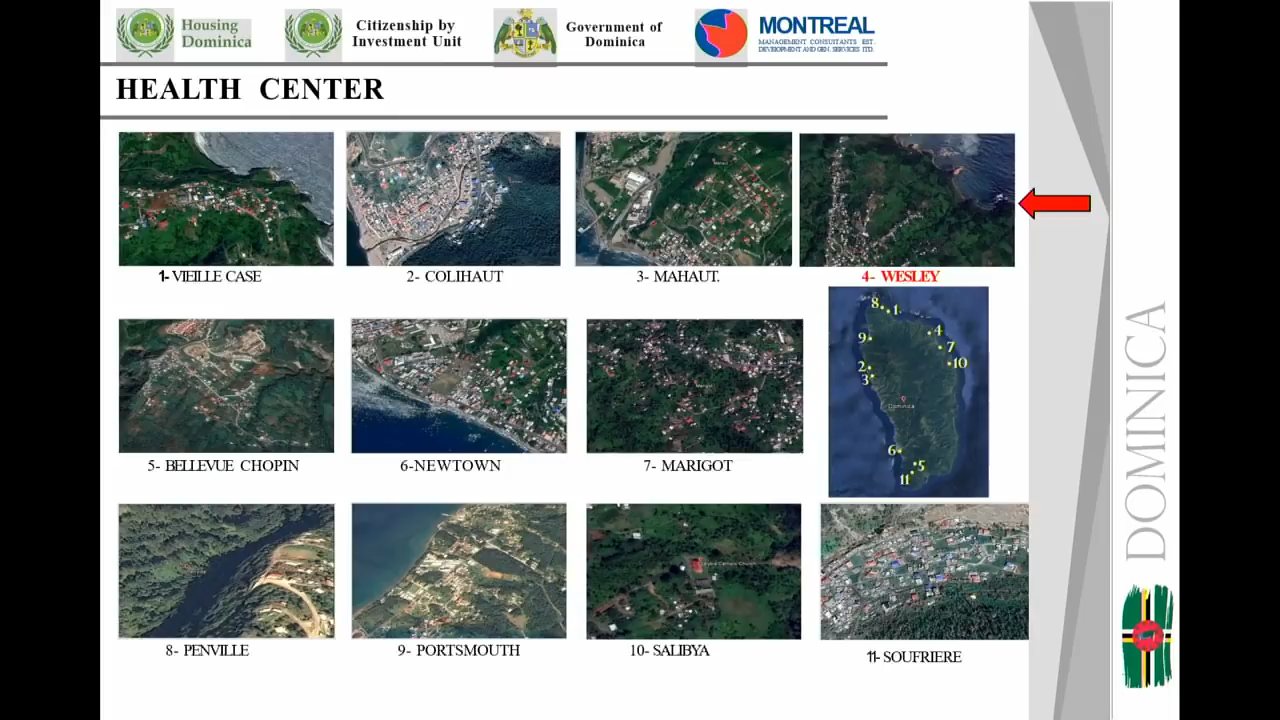 Housing
Dominica
Citizenship by
Investment Unit
Government of
Dominica
MONTREAL
MANAGEMENT CONSULTANTS EST.
DEVELOPMENT AND GEN. SERVICES LTD.
HEALTH CENTER
1- VIEILLE CASE
2- COLIHAUT
3- MAHAUT.
4- WESLEY
8
1
4
9
7
10
2
3
Dominica
6
5
11
5- BELLEVUE CHOPIN
6-NEWTOWN
7- MARIGOT
8- PENVILLE
9- PORTSMOUTH
10- SALIBYA
11- SOUFRIERE
DOMINICA